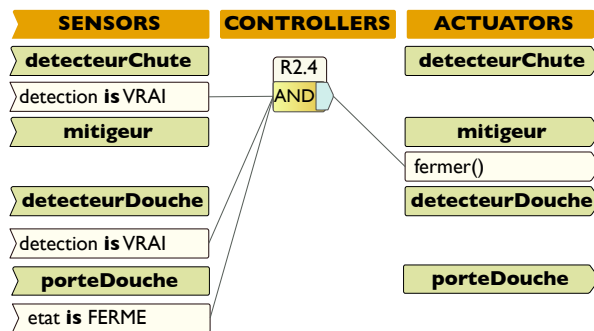 SENSORS CONTROLLERS ACTUATORS
detecteurChute R2.4 detecteurChute
detection is VRAI AND
mitigeur mitigeur
fermer()
detecteurDouche detecteurDouche
detection is VRAI
porteDouche porteDouche
etat is FERME